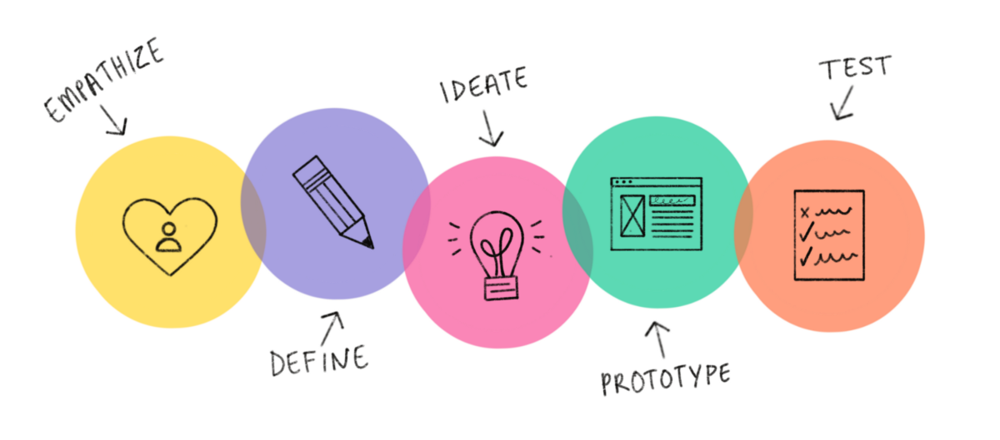 EMPATHIZE
DEFINE
IDEATE
PROTOTYPE
TEST